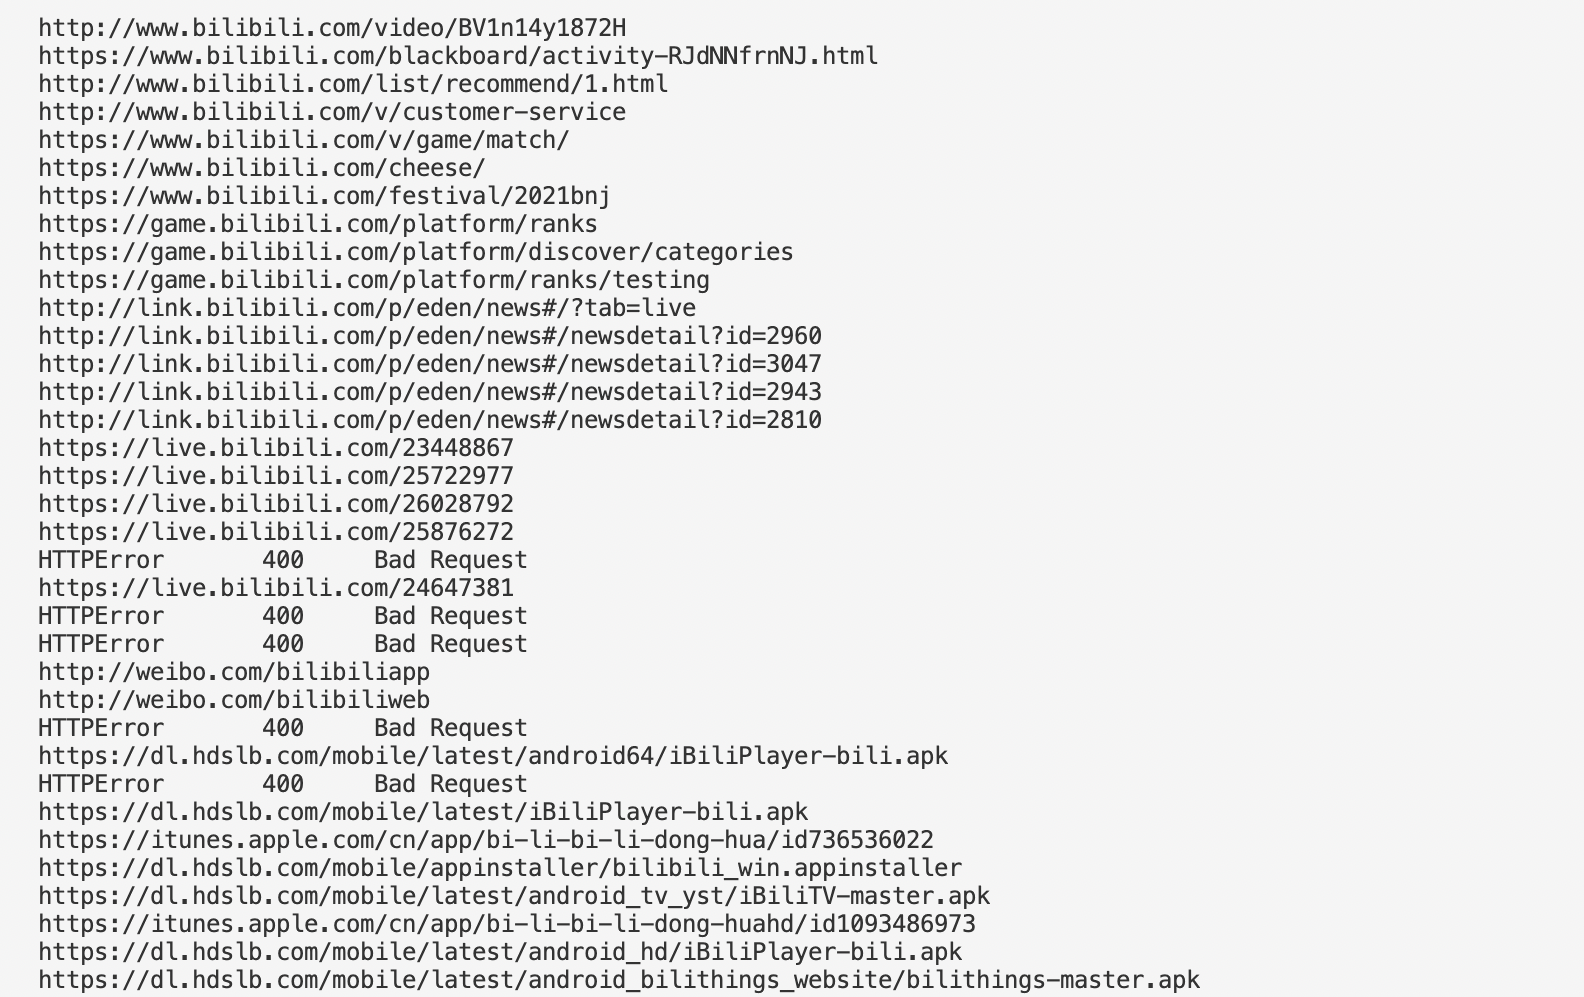 http://www.bilibili.com/video/BV1n14y1872H
https://www.bilibili.com/blackboard/activity-RJdNNfrnNJ.html
http://www.bilibili.com/list/recommend/1.html
http://www.bilibili.com/v/customer-service
https://www.bilibili.com/v/game/match/
https://www.bilibili.com/cheese/
https://www.bilibili.com/festival/2021bnj
https://game.bilibili.com/platform/ranks
https://game.bilibili.com/platform/discover/categories
https://game.bilibili.com/platform/ranks/testing
http://link.bilibili.com/p/eden/news#/?tab=live
http://link.bilibili.com/p/eden/news#/newsdetail?id=2960
http://link.bilibili.com/p/eden/news#/newsdetail?id=3047
http://link.bilibili.com/p/eden/news#/newsdetail?id=2943
http://link.bilibili.com/p/eden/news#/newsdetail?id=2810
https://live.bilibili.com/23448867
https://live.bilibili.com/25722977
https://live.bilibili.com/26028792
https://live.bilibili.com/25876272
HTTPError       400     Bad Request
https://live.bilibili.com/24647381
HTTPError       400     Bad Request
HTTPError       400     Bad Request
http://weibo.com/bilibiliapp
http://weibo.com/bilibiliweb
HTTPError       400     Bad Request
https://dl.hdslb.com/mobile/latest/android64/iBiliPlayer-bili.apk
HTTPError       400     Bad Request
https://dl.hdslb.com/mobile/latest/iBiliPlayer-bili.apk
https://itunes.apple.com/cn/app/bi-li-bi-li-dong-hua/id736536022
https://dl.hdslb.com/mobile/appinstaller/bilibili_win.appinstaller
https://dl.hdslb.com/mobile/latest/android_tv_yst/iBiliTV-master.apk
https://itunes.apple.com/cn/app/bi-li-bi-li-dong-huahd/id1093486973
https://dl.hdslb.com/mobile/latest/android_hd/iBiliPlayer-bili.apk
https://dl.hdslb.com/mobile/latest/android_bilithings_website/bilithings-master.apk